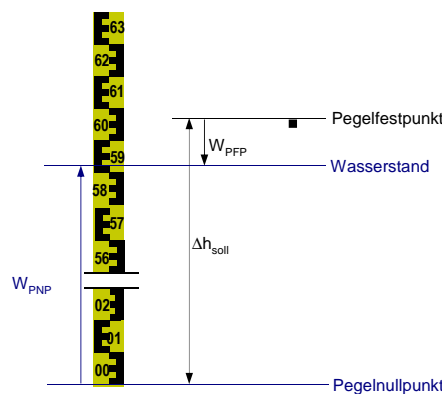 63
62
61
60
Pegelfestpunkt
W_PFP
59
Wasserstand
58
57
Δh_soll
56
W_PNP
02
01
00
Pegelnullpunkt